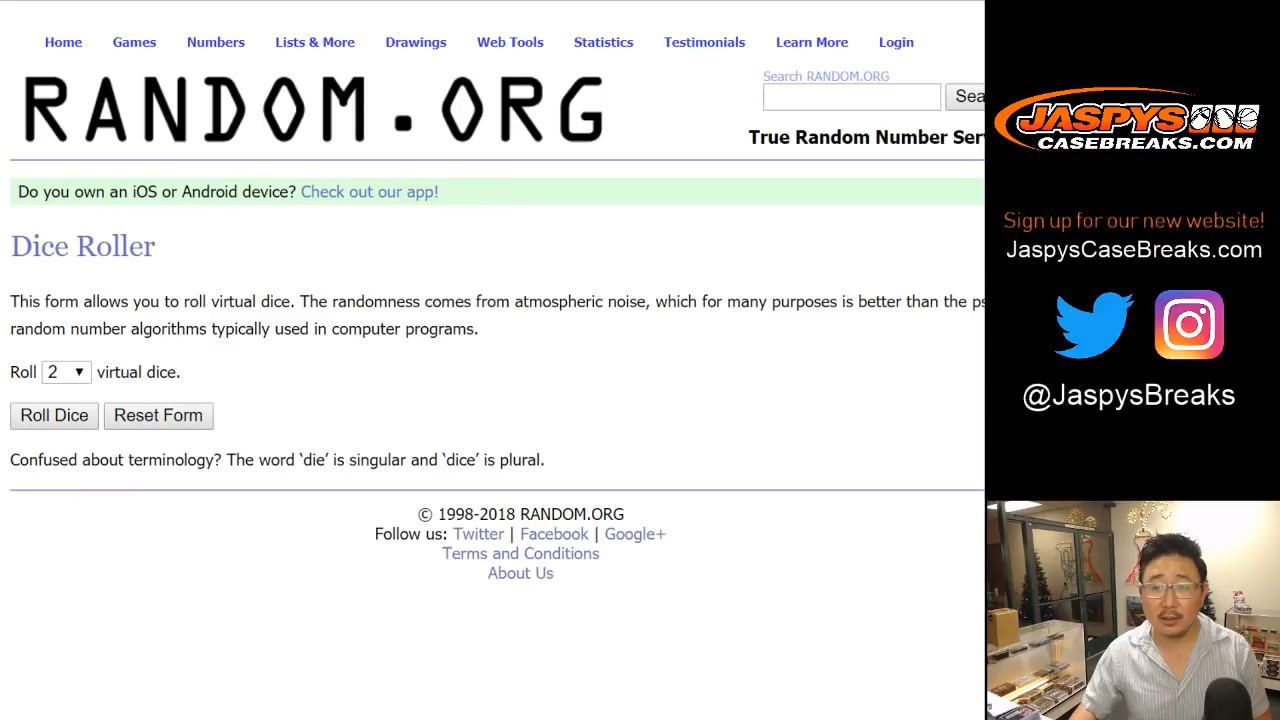 Home Games Numbers Lists & More Drawings Web Tools Statistics Testimonials Learn More Login
RANDOM.ORG
Search RANDOM.ORG
Sea
True Random Number Ser
Do you own an iOS or Android device? Check out our app!
Dice Roller
This form allows you to roll virtual dice. The randomness comes from atmospheric noise, which for many purposes is better than the ps
random number algorithms typically used in computer programs.
Roll 2 virtual dice.
Roll Dice Reset Form
Confused about terminology? The word ‘die’ is singular and ‘dice’ is plural.
© 1998-2018 RANDOM.ORG
Follow us: Twitter | Facebook | Google+
Terms and Conditions
About Us
JASPYS
CASEBREAKS.COM
Sign up for our new website!
JaspysCaseBreaks.com
@JaspysBreaks